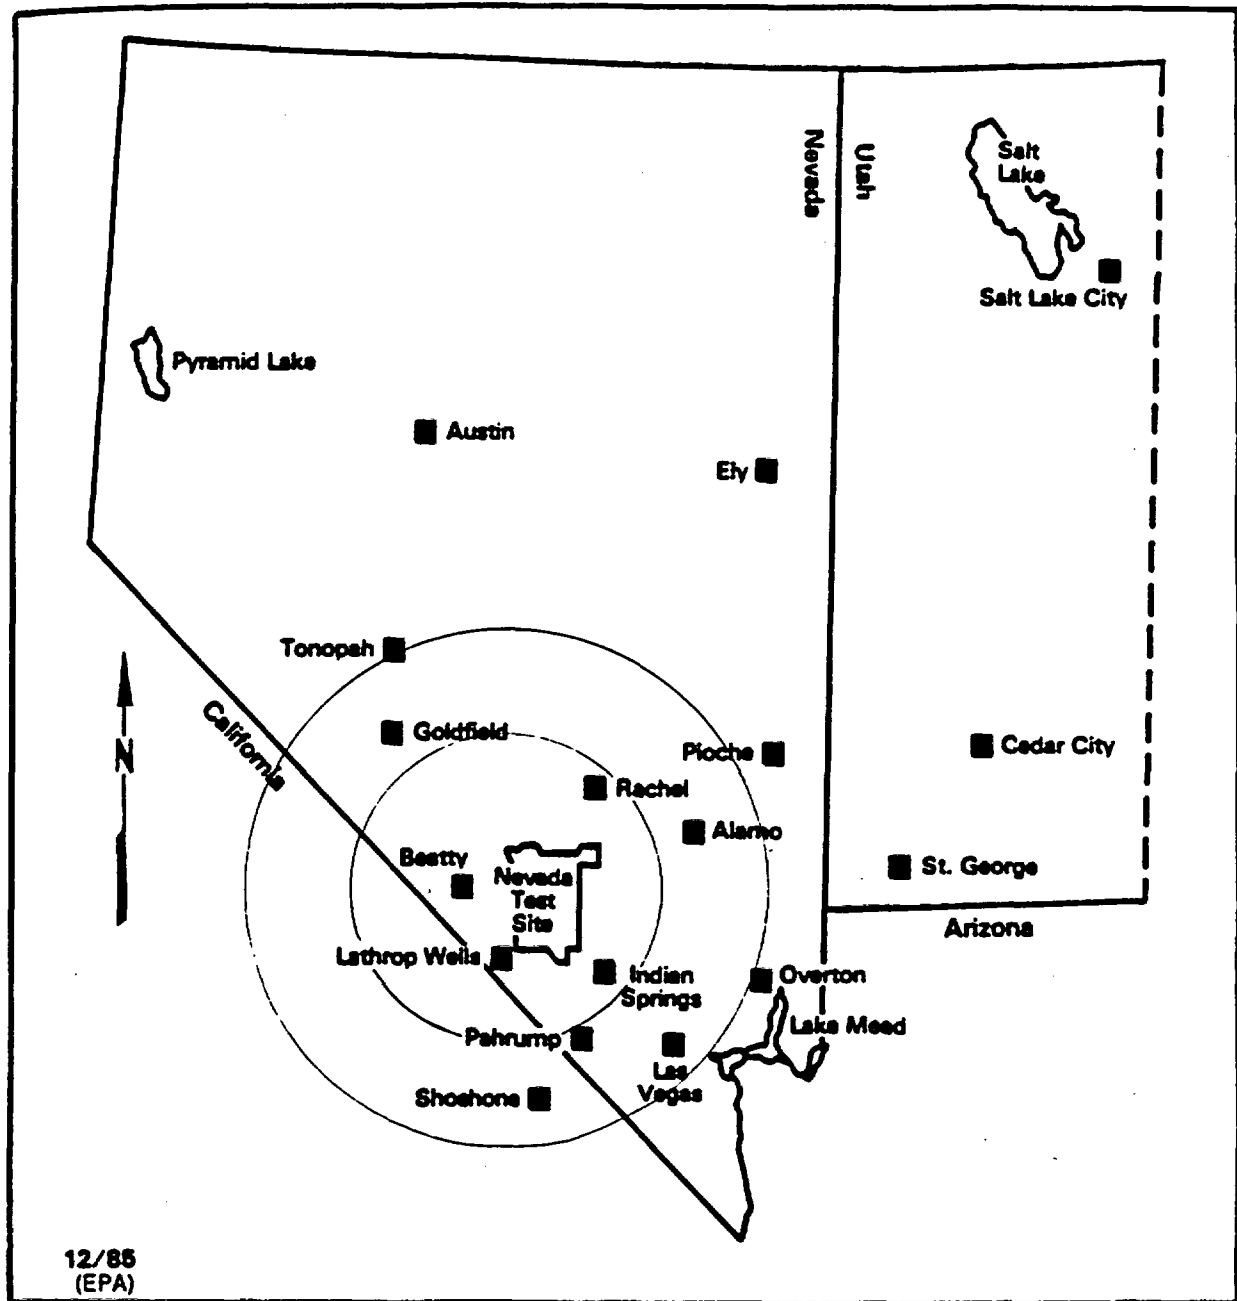 Nevada
Utah
Salt
Lake
Salt Lake City
Pyramid Lake
Austin
Ely
Tonopah
California
Goldfield
N
Pioche
Cedar City
Rachel
Alamo
Beatty
St. George
Nevada
Test
Site
Arizona
Lathrop Wells
Indian
Springs
Overton
Lake Mead
Pahrump
Las
Vegas
Shoshone
12/85
(EPA)